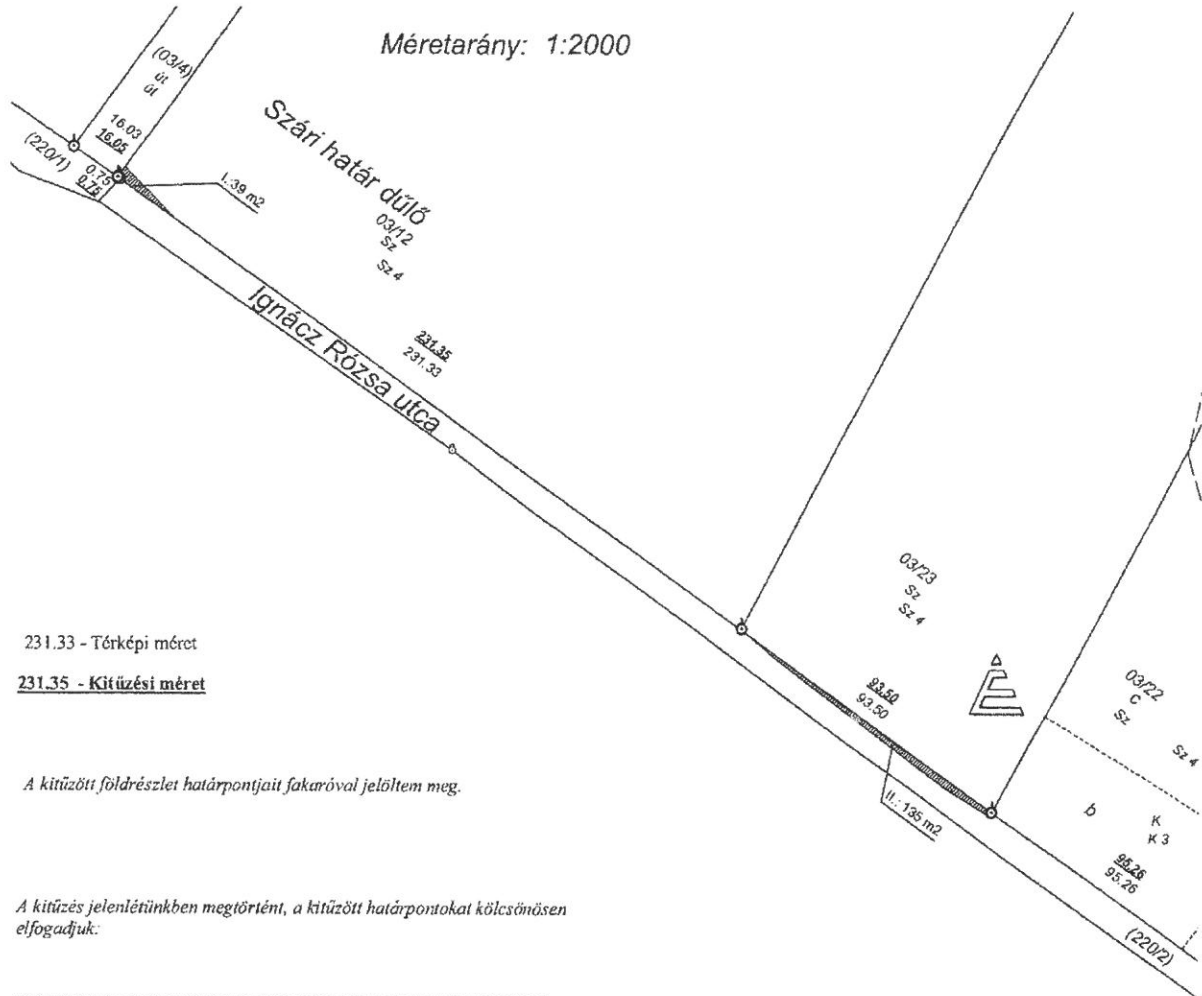 Méretarány: 1:2000
(03/4)
út
út
16.03
16.05
(220/1)
0.75
0.75
I.:39 m2
Szári határ dűlő
03/12
Sz
Sz 4
Ignácz Rózsa utca
231.35
231.33
03/23
Sz
Sz 4
93.50
93.50
II.: 135 m2
03/22
c
Sz
Sz 4
b
K
K 3
95.26
95.26
(220/2)
231.33 - Térképi méret
231.35 - Kitűzési méret
A kitűzött földrészlet határpontjait fakaróval jelöltem meg.
A kitűzés jelenlétünkben megtörtént, a kitűzött határpontokat kölcsönösen
elfogadjuk: